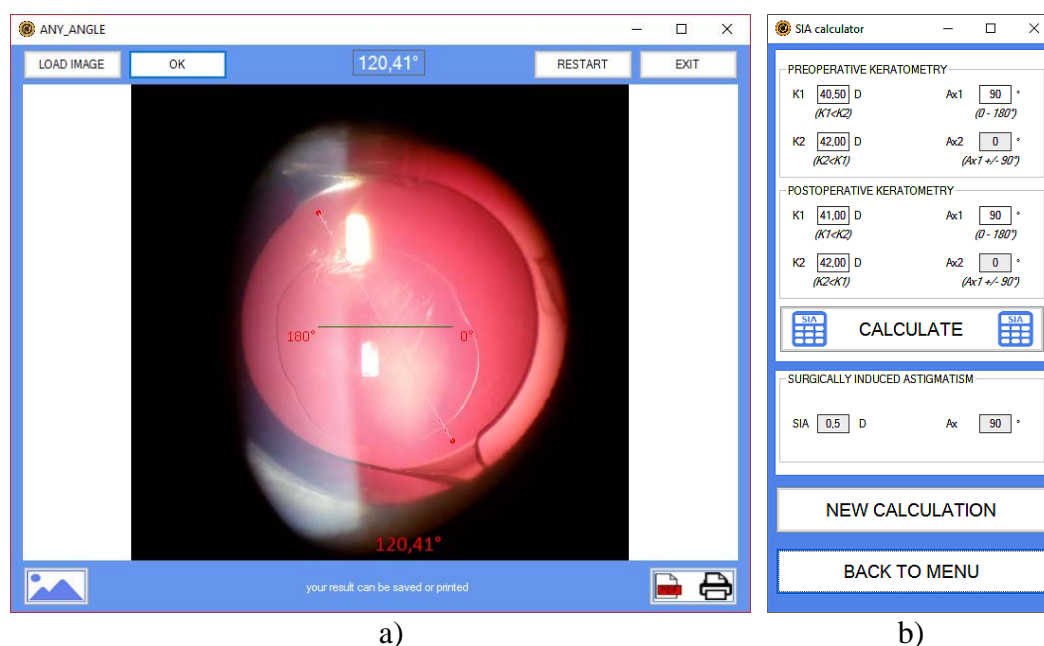 ANY_ANGLE
LOAD IMAGE OK 120,41° RESTART EXIT
180° 0°
120,41°
your result can be saved or printed
PDF
a)
SIA calculator
PREOPERATIVE KERATOMETRY
K1 40,50 D Ax1 90 °
(K1<K2) (0 - 180°)
K2 42,00 D Ax2 0 °
(K2<K1) (Ax1 +/- 90°)
POSTOPERATIVE KERATOMETRY
K1 41,00 D Ax1 90 °
(K1<K2) (0 - 180°)
K2 42,00 D Ax2 0 °
(K2<K1) (Ax1 +/- 90°)
SIA CALCULATE SIA
SURGICALLY INDUCED ASTIGMATISM
SIA 0,5 D Ax 90 °
NEW CALCULATION
BACK TO MENU
b)